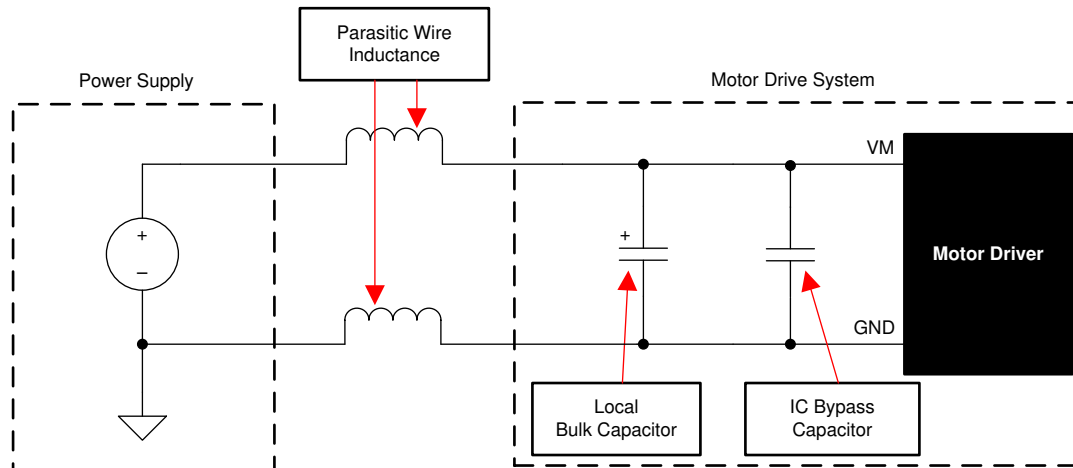 Parasitic Wire
Inductance
Power Supply
Motor Drive System
VM
+
+
−
Motor Driver
GND
Local
Bulk Capacitor
IC Bypass
Capacitor